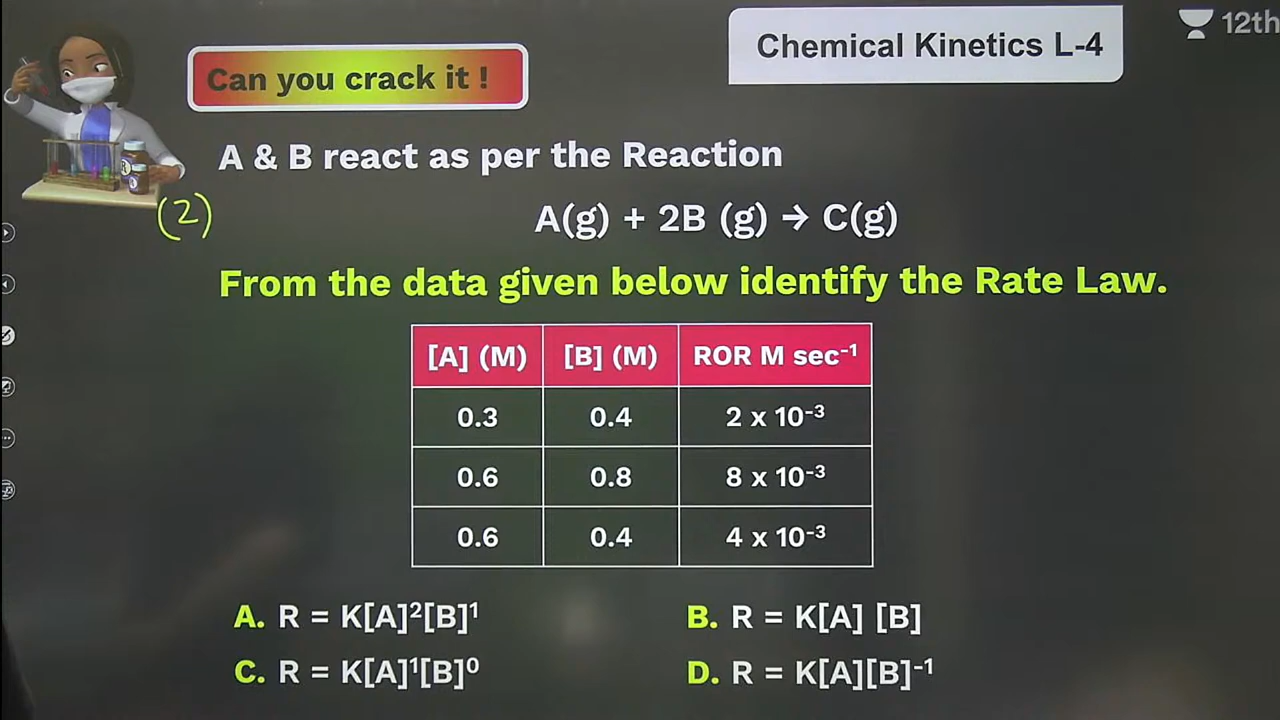 Chemical Kinetics L-4
12th
Can you crack it !
A & B react as per the Reaction
(2)
A(g) + 2B (g) → C(g)
From the data given below identify the Rate Law.
[A] (M) [B] (M) ROR M sec⁻¹
0.3 0.4 2 x 10⁻³
0.6 0.8 8 x 10⁻³
0.6 0.4 4 x 10⁻³
A. R = K[A]²[B]¹ B. R = K[A] [B]
C. R = K[A]¹[B]⁰ D. R = K[A][B]⁻¹